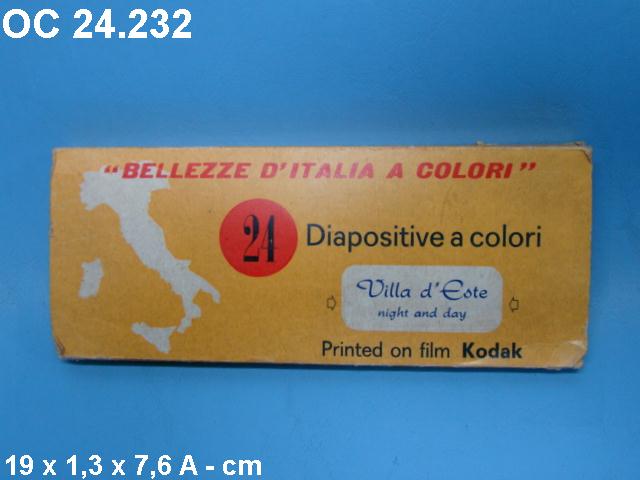 OC 24.232
"BELLEZZE D'ITALIA A COLORI"
24 Diapositive a colori
Villa d'Este
night and day
Printed on film Kodak
19 x 1,3 x 7,6 A - cm